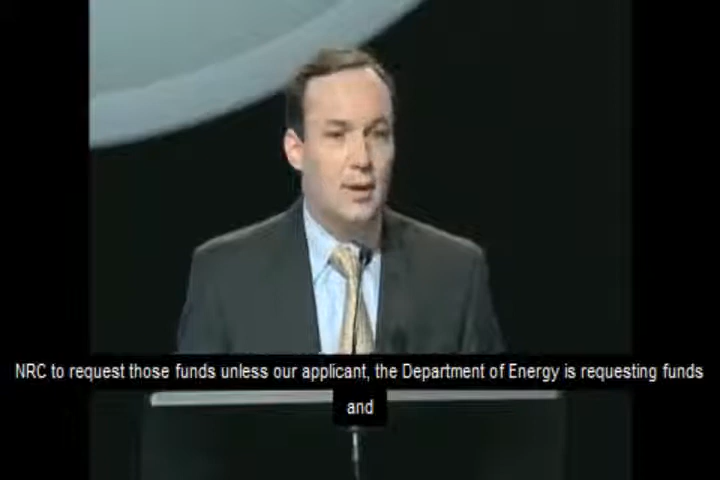 NRC to request those funds unless our applicant, the Department of Energy is requesting funds
and